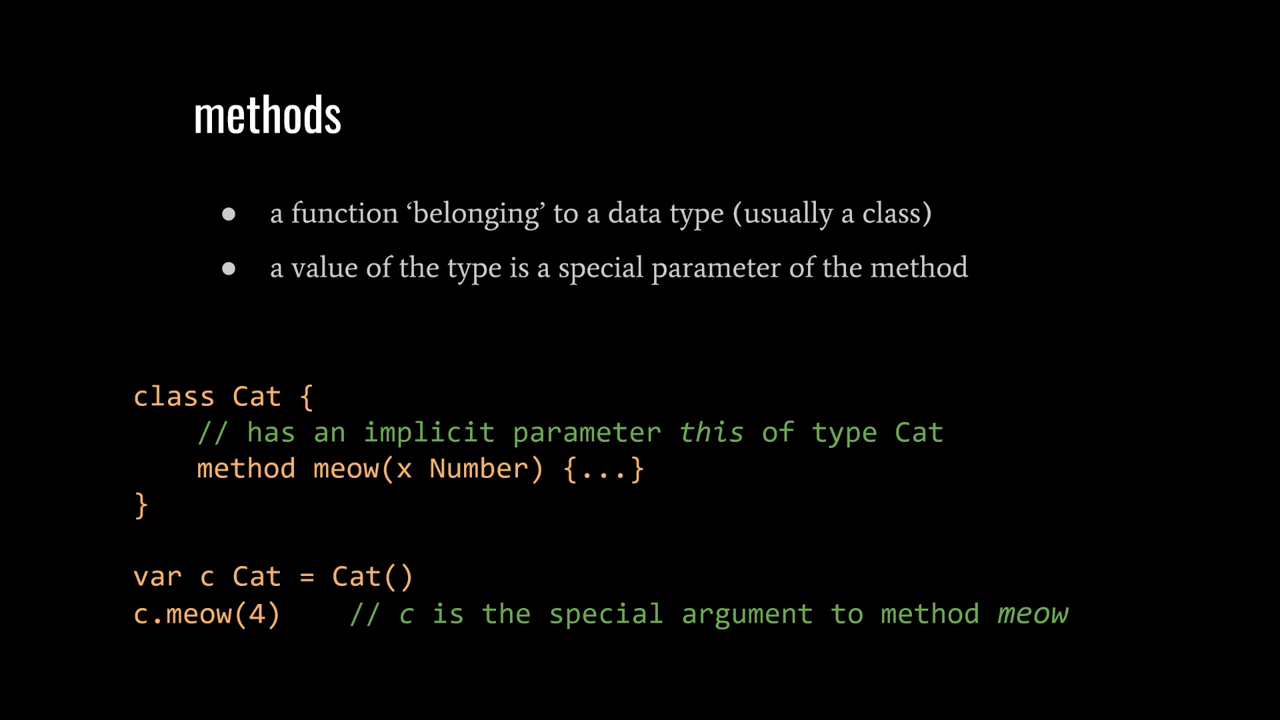 methods
● a function ‘belonging’ to a data type (usually a class)
● a value of the type is a special parameter of the method
class Cat {
// has an implicit parameter this of type Cat
method meow(x Number) {...}
}
var c Cat = Cat()
c.meow(4) // c is the special argument to method meow